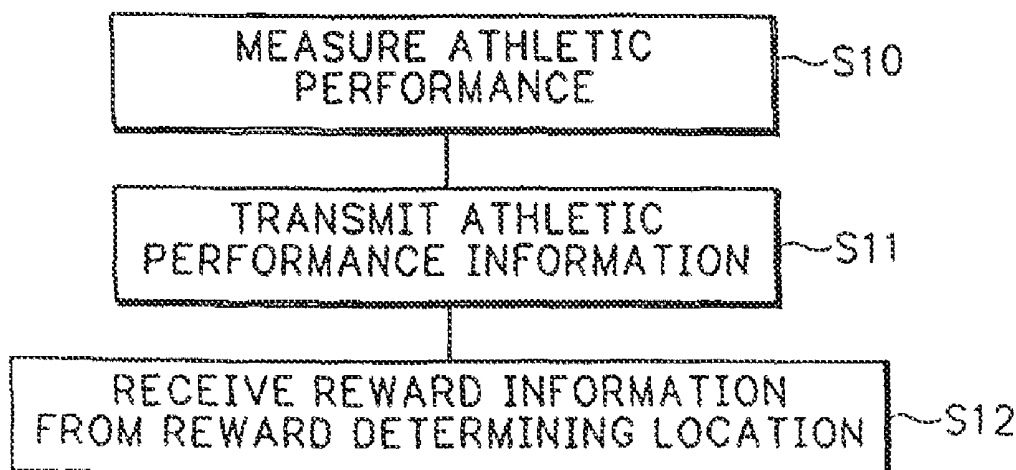 MEASURE ATHLETIC
PERFORMANCE
S10
TRANSMIT ATHLETIC
PERFORMANCE INFORMATION
S11
RECEIVE REWARD INFORMATION
FROM REWARD DETERMINING LOCATION
S12